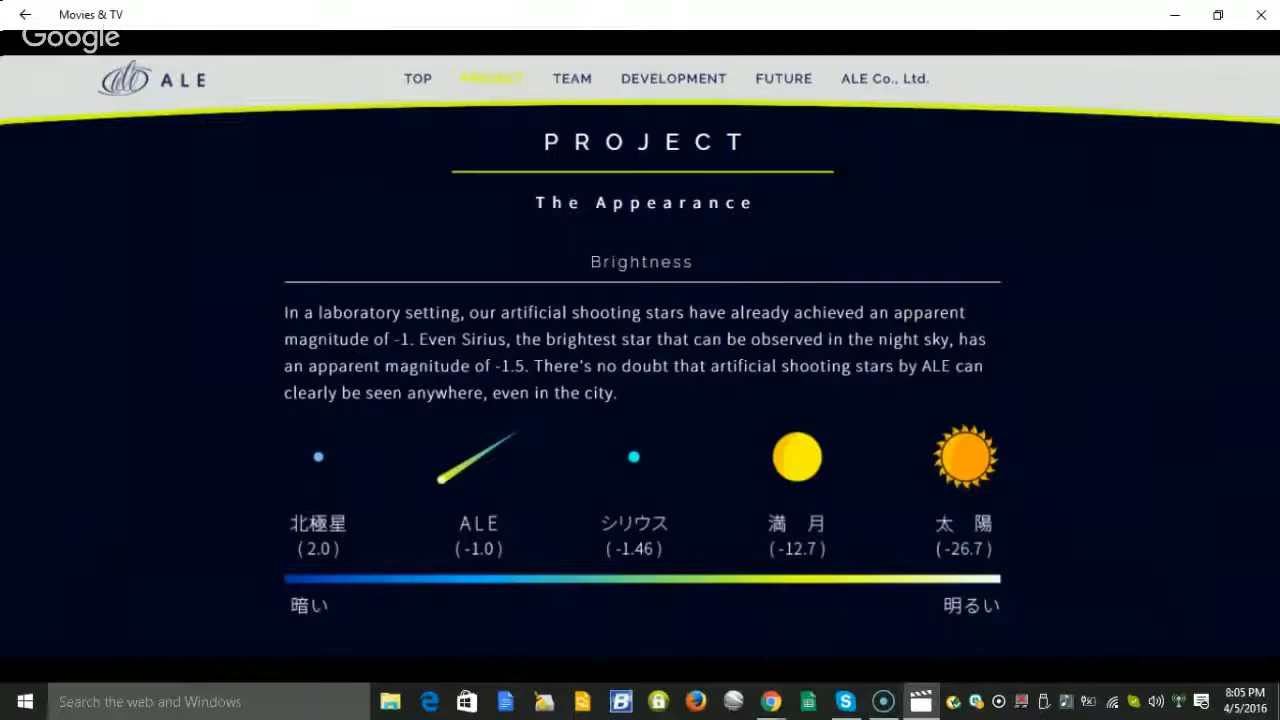 Movies & TV
Google
ALE
TOP PROJECT TEAM DEVELOPMENT FUTURE ALE Co., Ltd.
PROJECT
The Appearance
Brightness
In a laboratory setting, our artificial shooting stars have already achieved an apparent
magnitude of -1. Even Sirius, the brightest star that can be observed in the night sky, has
an apparent magnitude of -1.5. There's no doubt that artificial shooting stars by ALE can
clearly be seen anywhere, even in the city.
北極星 ALE シリウス 満 月 太 陽
( 2.0 ) ( -1.0 ) ( -1.46 ) ( -12.7 ) ( -26.7 )
暗い 明るい
Search the web and Windows
8:05 PM
4/5/2016